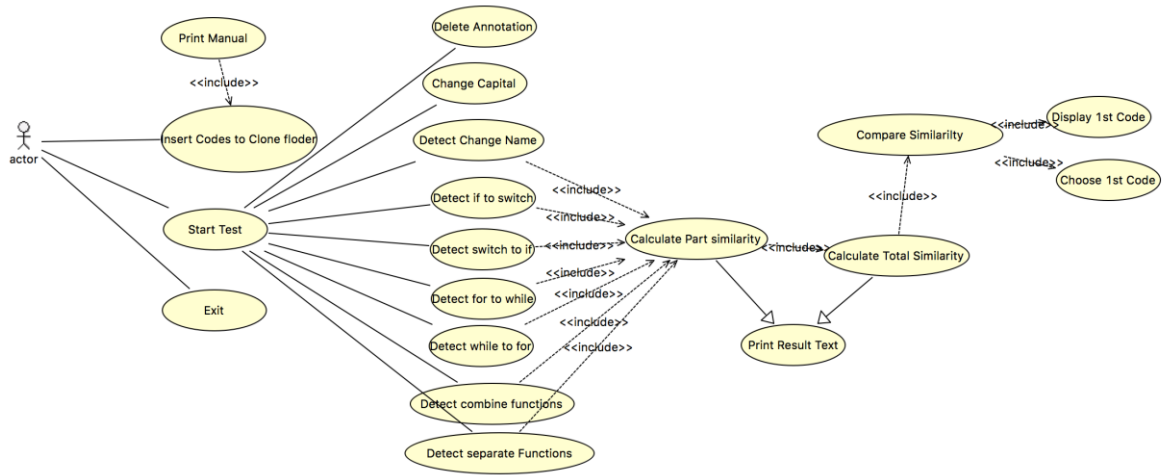 Delete Annotation
Print Manual
<<include>>
Change Capital
Insert Codes to Clone floder
actor
Detect Change Name
Compare Similarity
<<include>>
Display 1st Code
<<include>>
Choose 1st Code
<<include>>
Detect if to switch
<<include>>
<<include>>
Start Test
Calculate Part similarity
Detect switch to if
<<include>>
<<include>>
Calculate Total Similarity
<<include>>
Detect for to while
<<include>>
Exit
<<include>>
Detect while to for
<<include>>
Print Result Text
Detect combine functions
Detect separate Functions